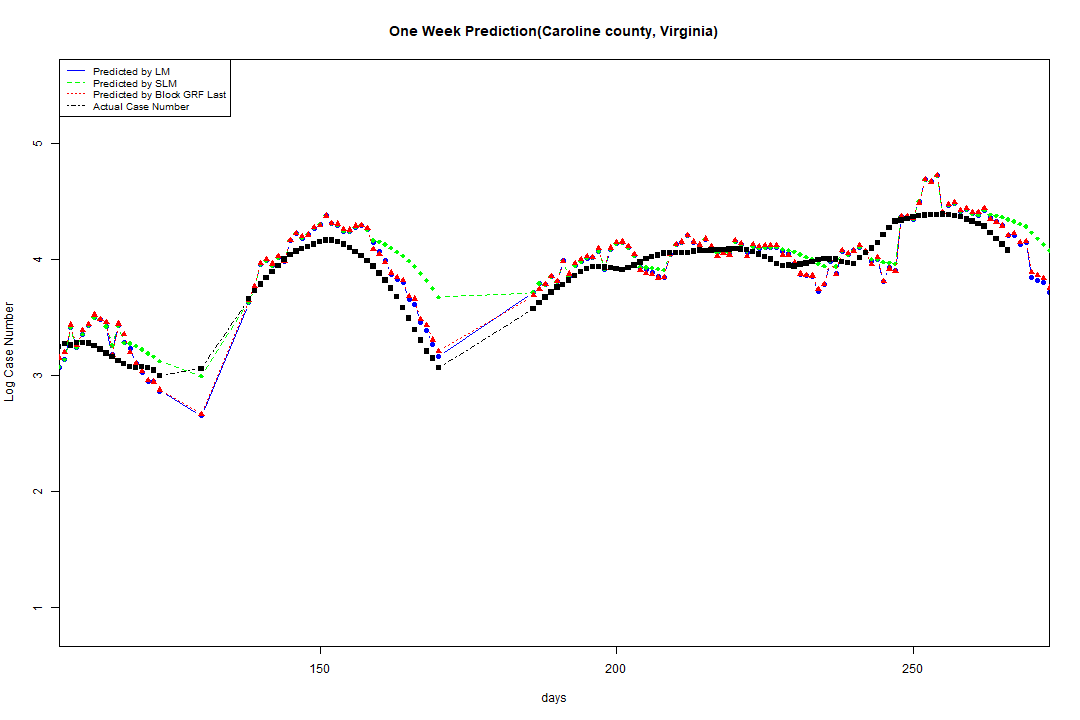 One Week Prediction(Caroline county, Virginia)
Predicted by LM
Predicted by SLM
Predicted by Block GRF Last
Actual Case Number
5
4
3
2
1
Log Case Number
150 200 250
days